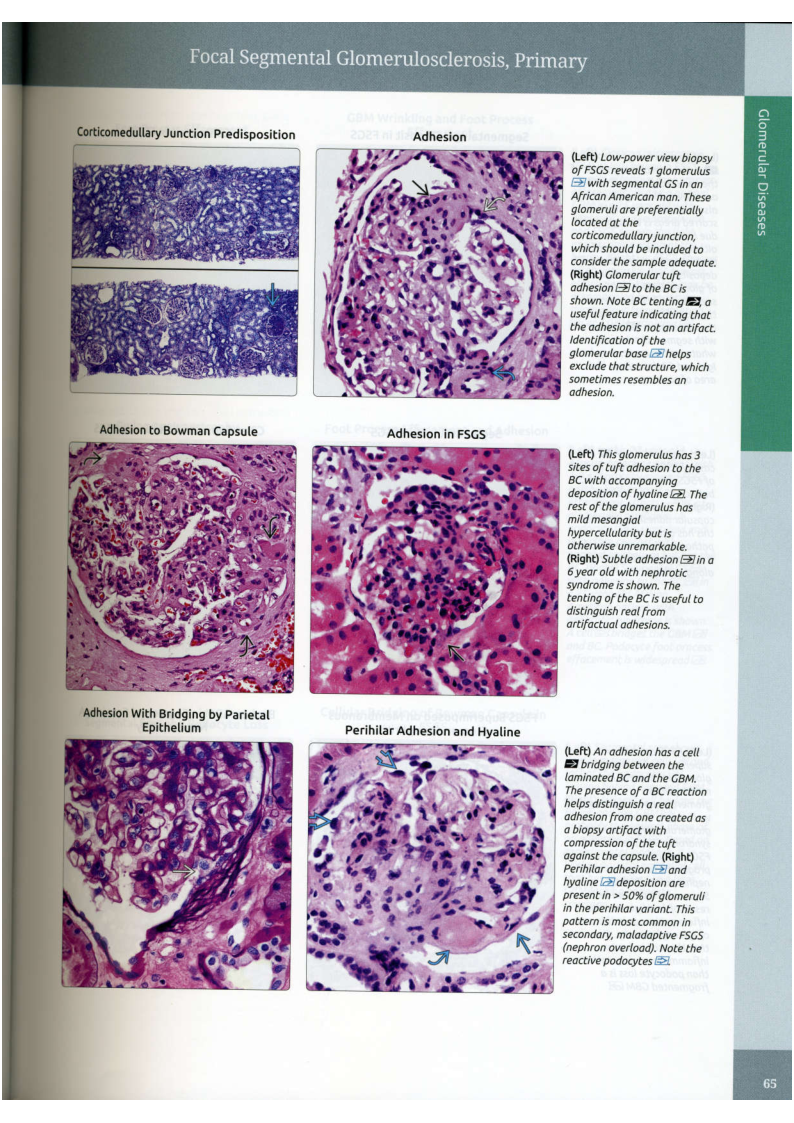 Focal Segmental Glomerulosclerosis, Primary
Glomerular Diseases
Corticomedullary Junction Predisposition
Adhesion
(Left) Low-power view biopsy
of FSGS reveals 1 glomerulus
with segmental GS in an
African American man. These
glomeruli are preferentially
located at the
corticomedullary junction,
which should be included to
consider the sample adequate.
(Right) Glomerular tuft
adhesion to the BC is
shown. Note BC tenting , a
useful feature indicating that
the adhesion is not an artifact.
Identification of the
glomerular base helps
exclude that structure, which
sometimes resembles an
adhesion.
Adhesion to Bowman Capsule
Adhesion in FSGS
(Left) This glomerulus has 3
sites of tuft adhesion to the
BC with accompanying
deposition of hyaline . The
rest of the glomerulus has
mild mesangial
hypercellularity but is
otherwise unremarkable.
(Right) Subtle adhesion in a
6 year old with nephrotic
syndrome is shown. The
tenting of the BC is useful to
distinguish real from
artifactual adhesions.
Adhesion With Bridging by Parietal
Epithelium
Perihilar Adhesion and Hyaline
(Left) An adhesion has a cell
bridging between the
laminated BC and the GBM.
The presence of a BC reaction
helps distinguish a real
adhesion from one created as
a biopsy artifact with
compression of the tuft
against the capsule. (Right)
Perihilar adhesion and
hyaline deposition are
present in > 50% of glomeruli
in the perihilar variant. This
pattern is most common in
secondary, maladaptive FSGS
(nephron overload). Note the
reactive podocytes .
65